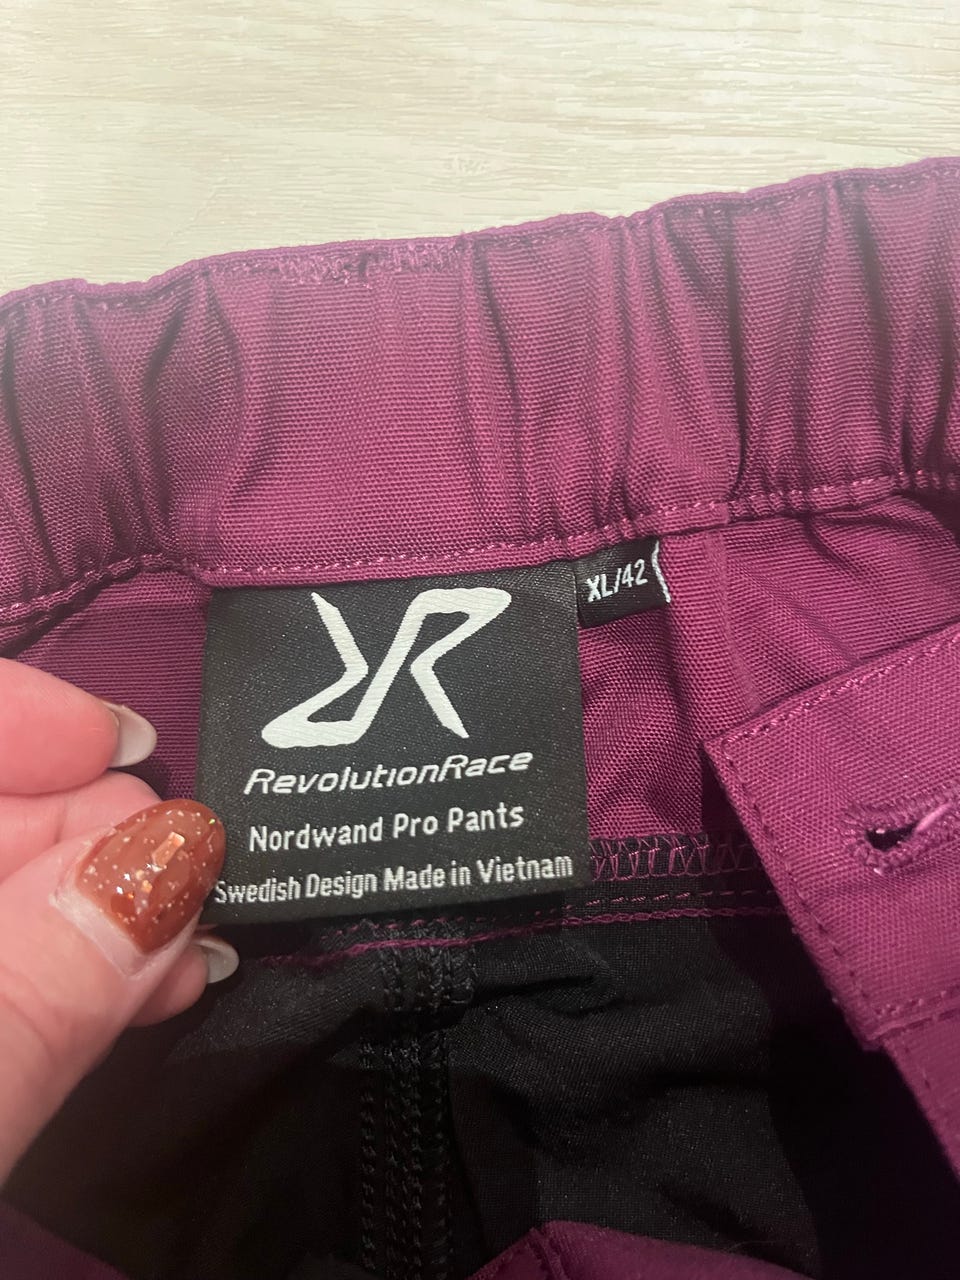 XL/42
RevolutionRace
Nordwand Pro Pants
Swedish Design Made in Vietnam